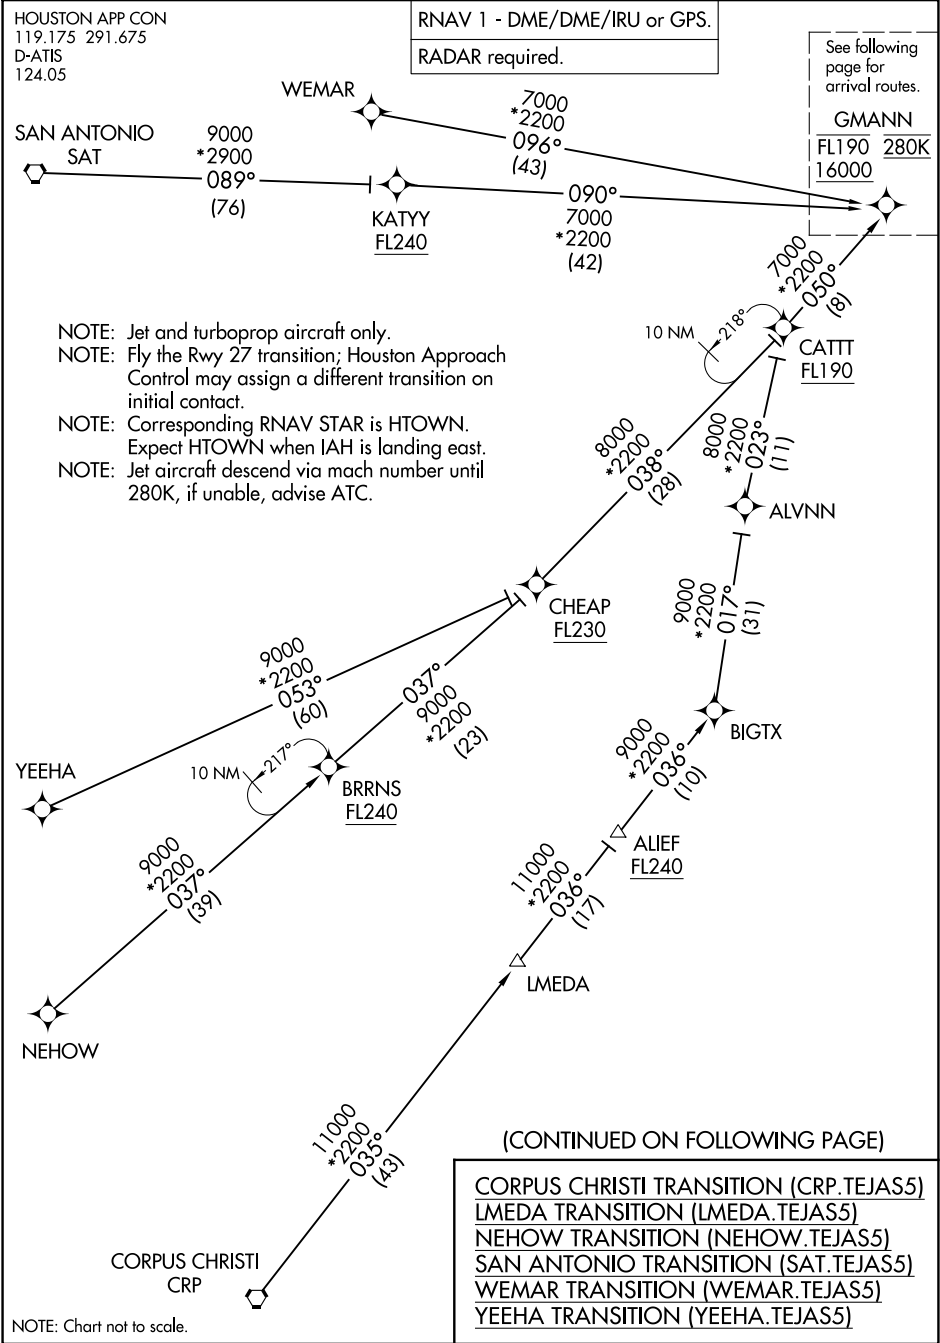 HOUSTON APP CON
119.175 291.675
D-ATIS
124.05
RNAV 1 - DME/DME/IRU or GPS.
RADAR required.
See following
page for
arrival routes.
GMANN
FL190 280K
16000
WEMAR
7000
*2200
096°
(43)
SAN ANTONIO
SAT
9000
*2900
089°
(76)
KATYY
FL240
090°
7000
*2200
(42)
7000
*2200
050°
(8)
NOTE: Jet and turboprop aircraft only.
NOTE: Fly the Rwy 27 transition; Houston Approach
Control may assign a different transition on
initial contact.
NOTE: Corresponding RNAV STAR is HTOWN.
Expect HTOWN when IAH is landing east.
NOTE: Jet aircraft descend via mach number until
280K, if unable, advise ATC.
10 NM
218°
CATTT
FL190
8000
*2200
038°
(28)
8000
*2200
023°
(11)
ALVNN
9000
*2200
017°
(31)
CHEAP
FL230
9000
*2200
053°
(60)
037°
9000
*2200
(23)
BIGTX
YEEHA
10 NM
217°
BRRNS
FL240
9000
*2200
036°
(10)
ALIEF
FL240
9000
*2200
037°
(39)
11000
*2200
036°
(17)
LMEDA
NEHOW
11000
*2200
035°
(43)
CORPUS CHRISTI
CRP
(CONTINUED ON FOLLOWING PAGE)
CORPUS CHRISTI TRANSITION (CRP.TEJAS5)
LMEDA TRANSITION (LMEDA.TEJAS5)
NEHOW TRANSITION (NEHOW.TEJAS5)
SAN ANTONIO TRANSITION (SAT.TEJAS5)
WEMAR TRANSITION (WEMAR.TEJAS5)
YEEHA TRANSITION (YEEHA.TEJAS5)
NOTE: Chart not to scale.